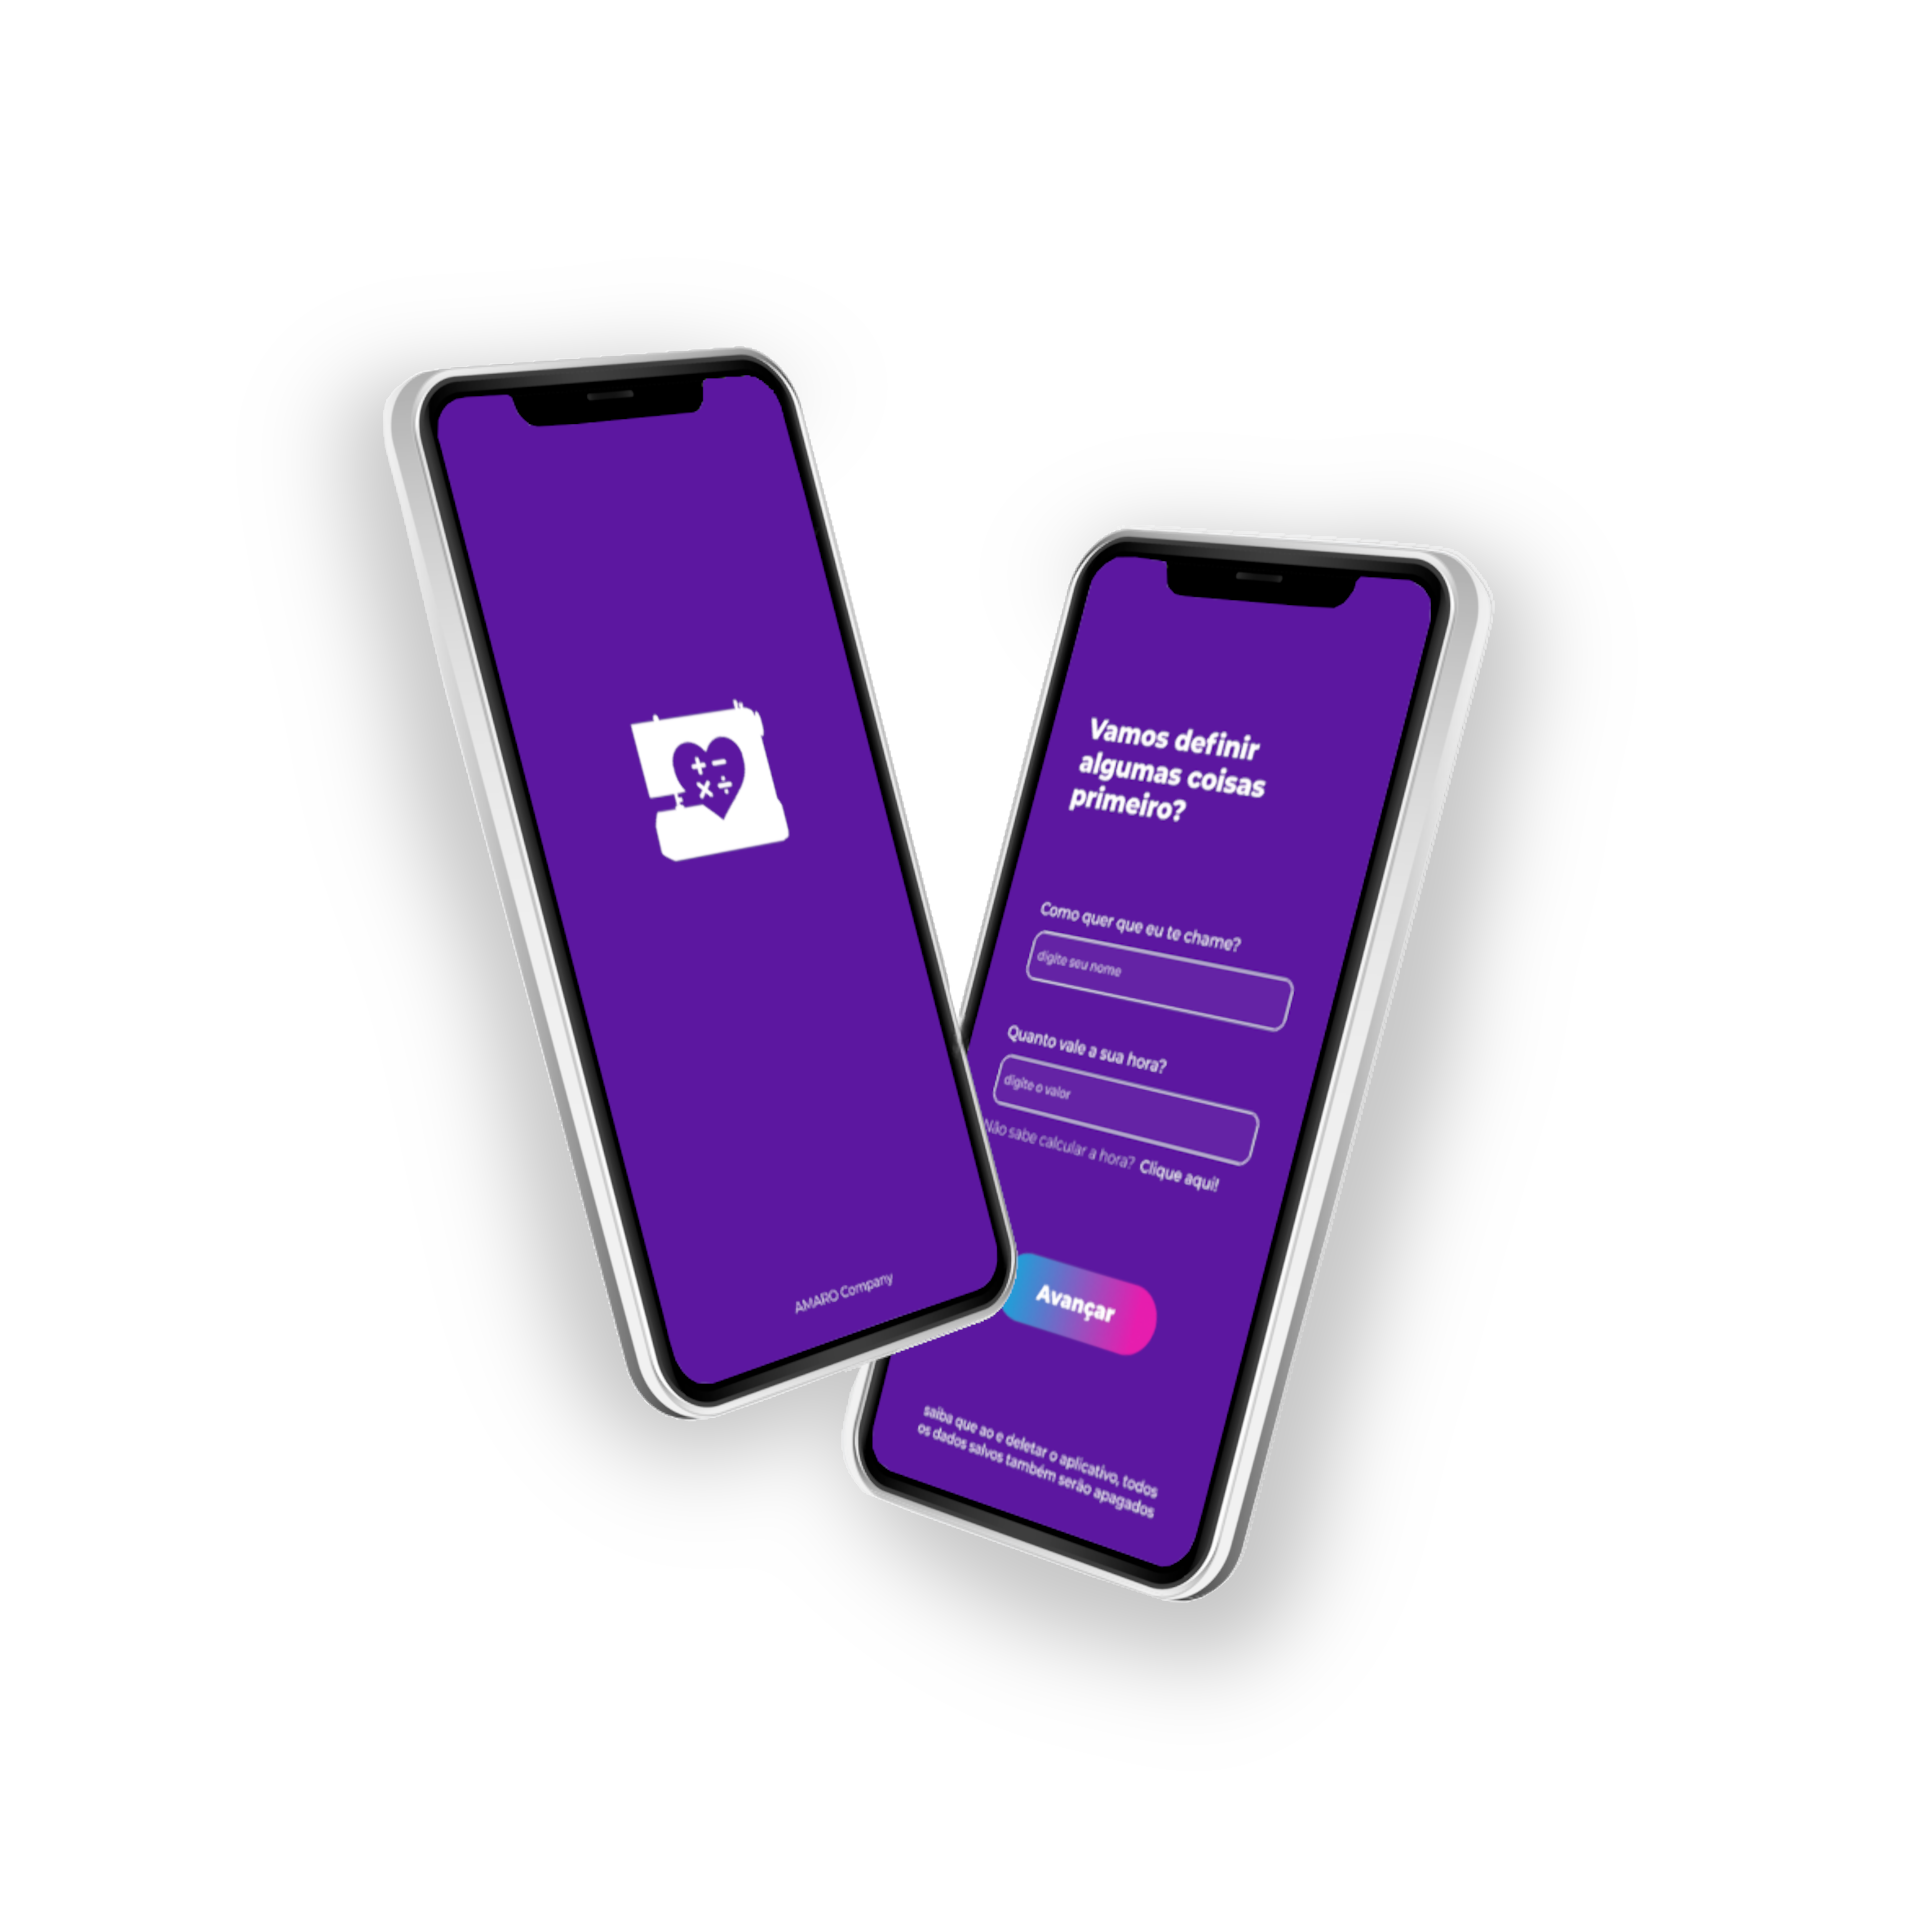 AMARO Company
Vamos definir
algumas coisas
primeiro?
Como quer que eu te chame?
digite seu nome
Quanto vale a sua hora?
digite o valor
Não sabe calcular a hora? Clique aqui!
Avançar
saiba que ao e deletar o aplicativo, todos
os dados salvos também serão apagados